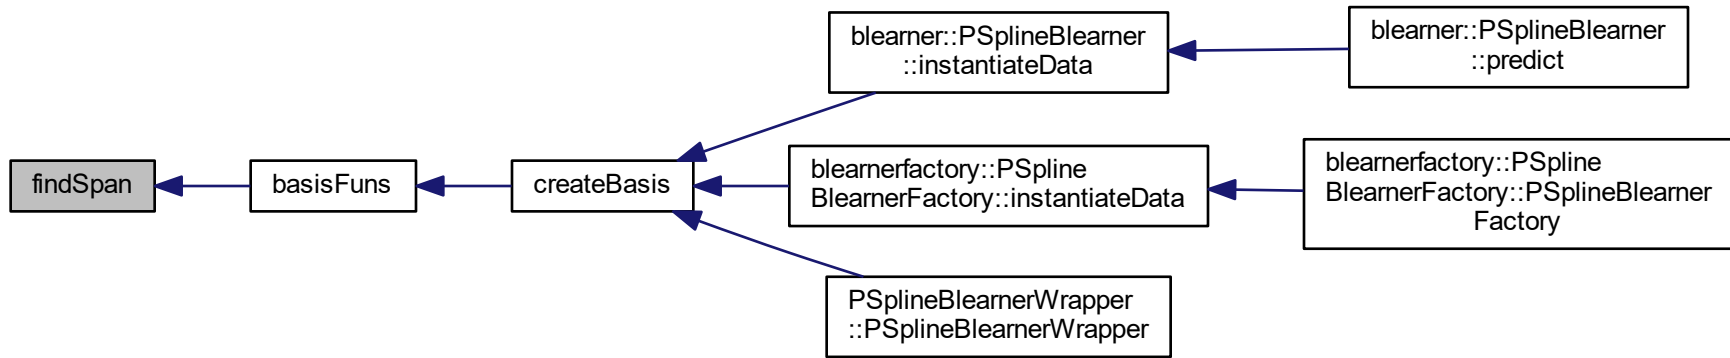 blearner::PSplineBlearner
::instantiateData
blearner::PSplineBlearner
::predict
findSpan
basisFuns
createBasis
blearnerfactory::PSpline
BlearnerFactory::instantiateData
blearnerfactory::PSpline
BlearnerFactory::PSplineBlearner
Factory
PSplineBlearnerWrapper
::PSplineBlearnerWrapper